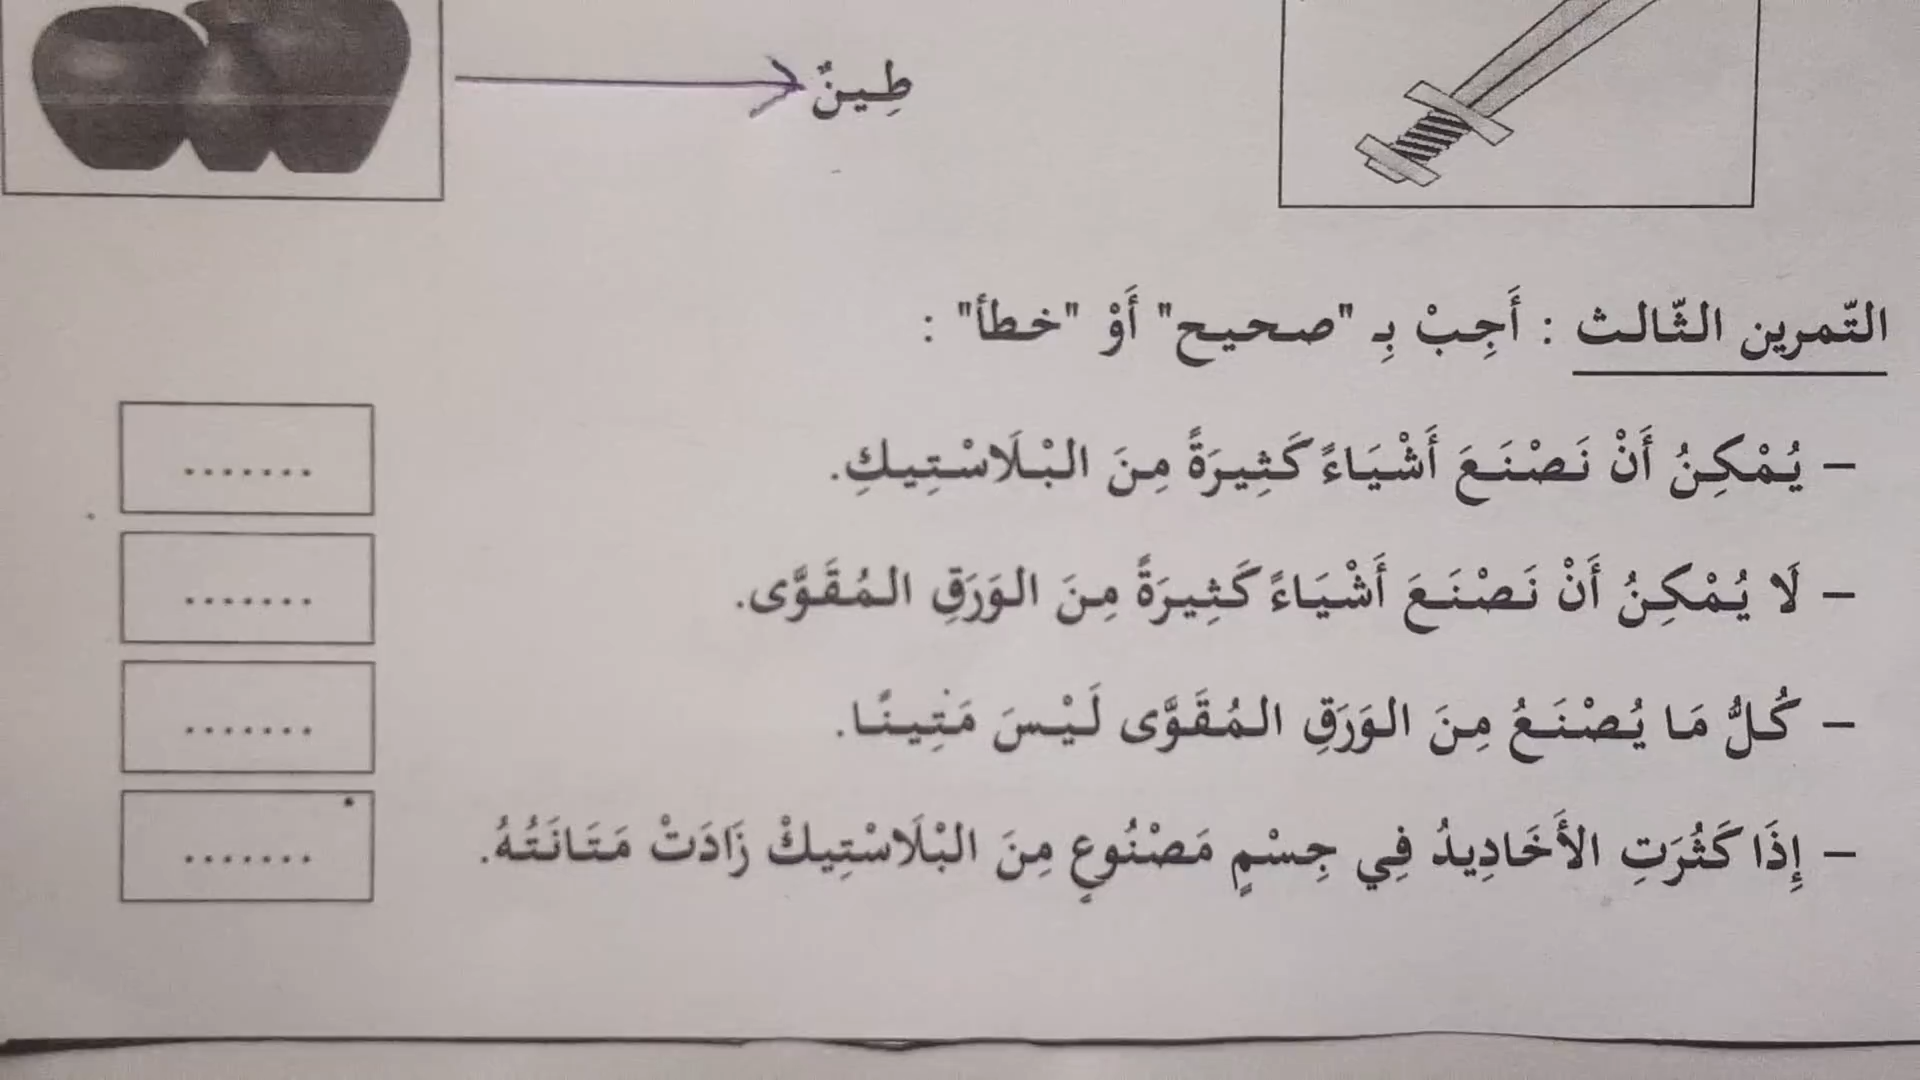 طِينٌ
التّمرين الثّالث : أَجِبْ بِـ "صحيح" أَوْ "خطأ" :
– يُمْكِنُ أَنْ نَصْنَعَ أَشْيَاءً كَثِيرَةً مِنَ البْلَاسْتِيكِ. .......
– لَا يُمْكِنُ أَنْ نَصْنَعَ أَشْيَاءً كَثِيرَةً مِنَ الوَرَقِ المُقَوَّى. .......
– كُلُّ مَا يُصْنَعُ مِنَ الوَرَقِ المُقَوَّى لَيْسَ مَتِينًا. .......
– إِذَا كَثُرَتِ الأَخَادِيدُ فِي جِسْمٍ مَصْنُوعٍ مِنَ البْلَاسْتِيكْ زَادَتْ مَتَانَتُهُ. .......